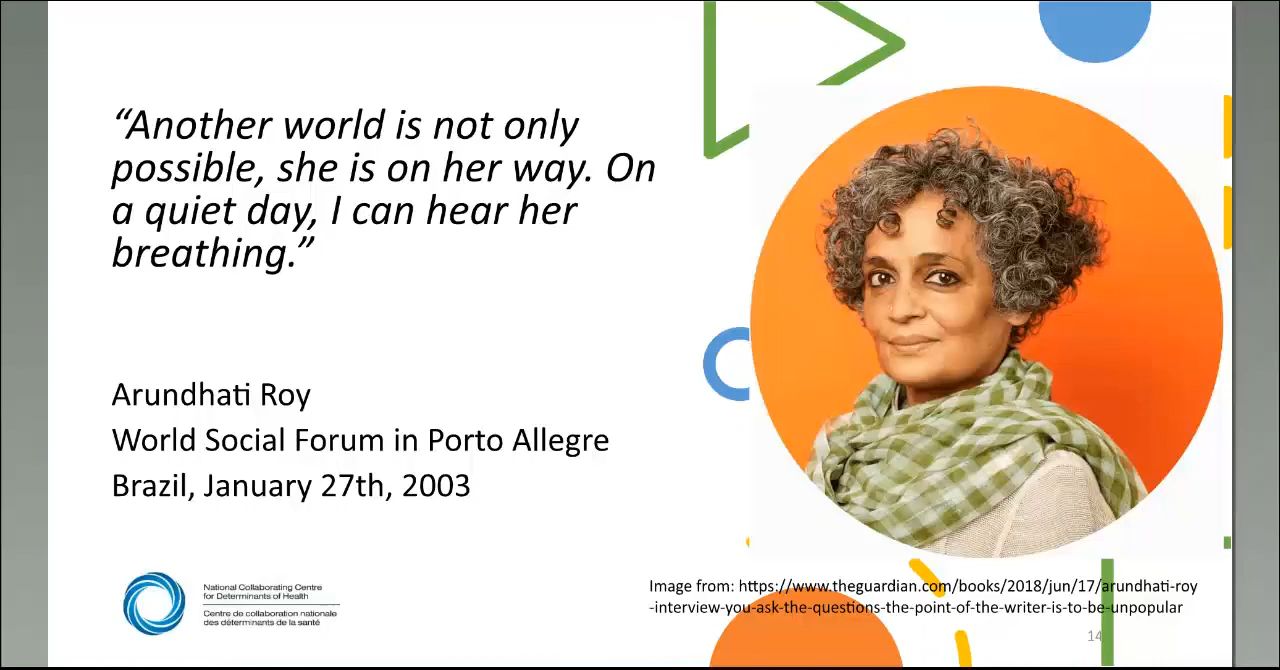 “Another world is not only
possible, she is on her way. On
a quiet day, I can hear her
breathing.”
Arundhati Roy
World Social Forum in Porto Allegre
Brazil, January 27th, 2003
National Collaborating Centre
for Determinants of Health
Centre de collaboration nationale
des déterminants de la santé
Image from: https://www.theguardian.com/books/2018/jun/17/arundhati-roy
-interview-you-ask-the-questions-the-point-of-the-writer-is-to-be-unpopular
14